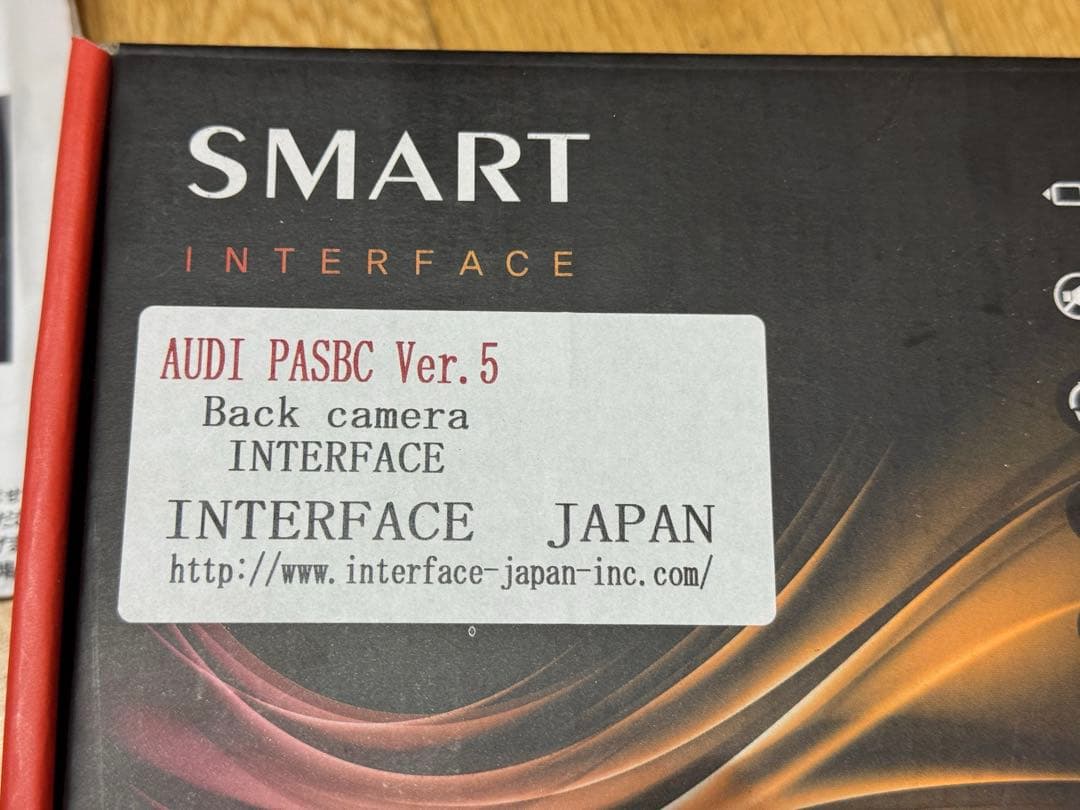 SMART
INTERFACE
AUDI PASBC Ver.5
Back camera
INTERFACE
INTERFACE JAPAN
http://www.interface-japan-inc.com/